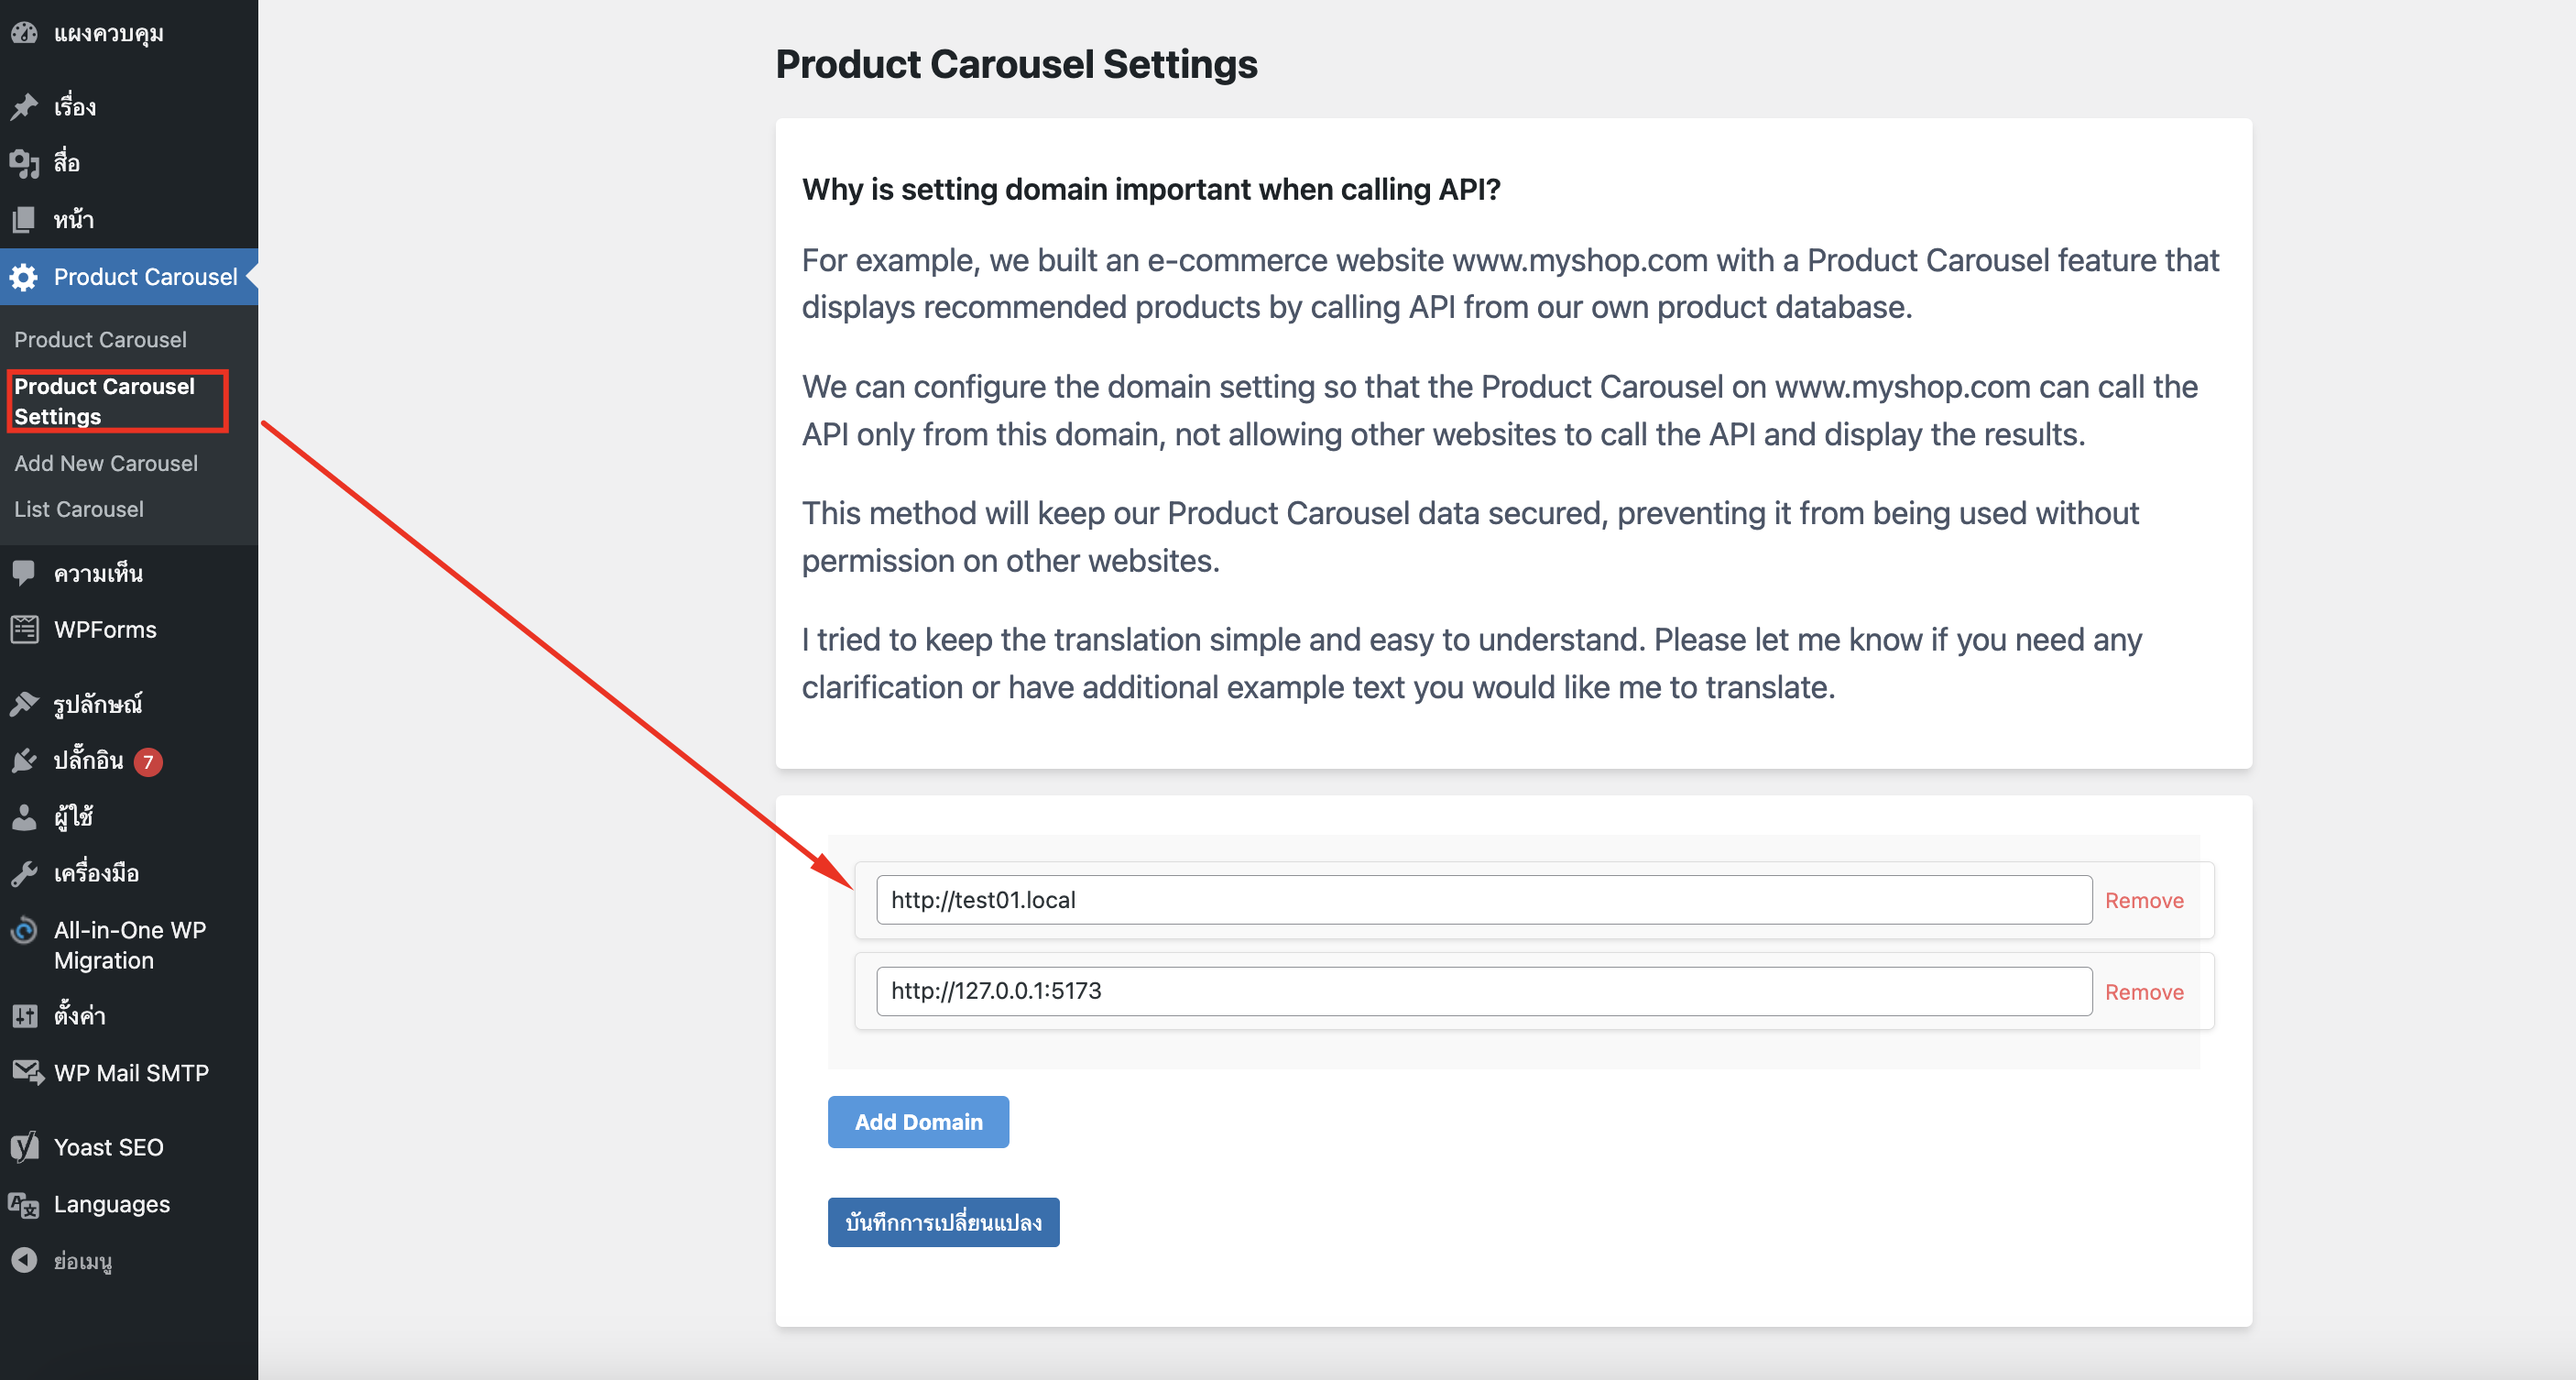 แผงควบคุม
เรื่อง
สื่อ
หน้า
Product Carousel
Product Carousel
Product Carousel
Settings
Add New Carousel
List Carousel
ความเห็น
WPForms
รูปลักษณ์
ปลั๊กอิน 7
ผู้ใช้
เครื่องมือ
All-in-One WP
Migration
ตั้งค่า
WP Mail SMTP
Yoast SEO
Languages
ย่อเมนู
Product Carousel Settings
Why is setting domain important when calling API?
For example, we built an e-commerce website www.myshop.com with a Product Carousel feature that
displays recommended products by calling API from our own product database.
We can configure the domain setting so that the Product Carousel on www.myshop.com can call the
API only from this domain, not allowing other websites to call the API and display the results.
This method will keep our Product Carousel data secured, preventing it from being used without
permission on other websites.
I tried to keep the translation simple and easy to understand. Please let me know if you need any
clarification or have additional example text you would like me to translate.
http://test01.local Remove
http://127.0.0.1:5173 Remove
Add Domain
บันทึกการเปลี่ยนแปลง